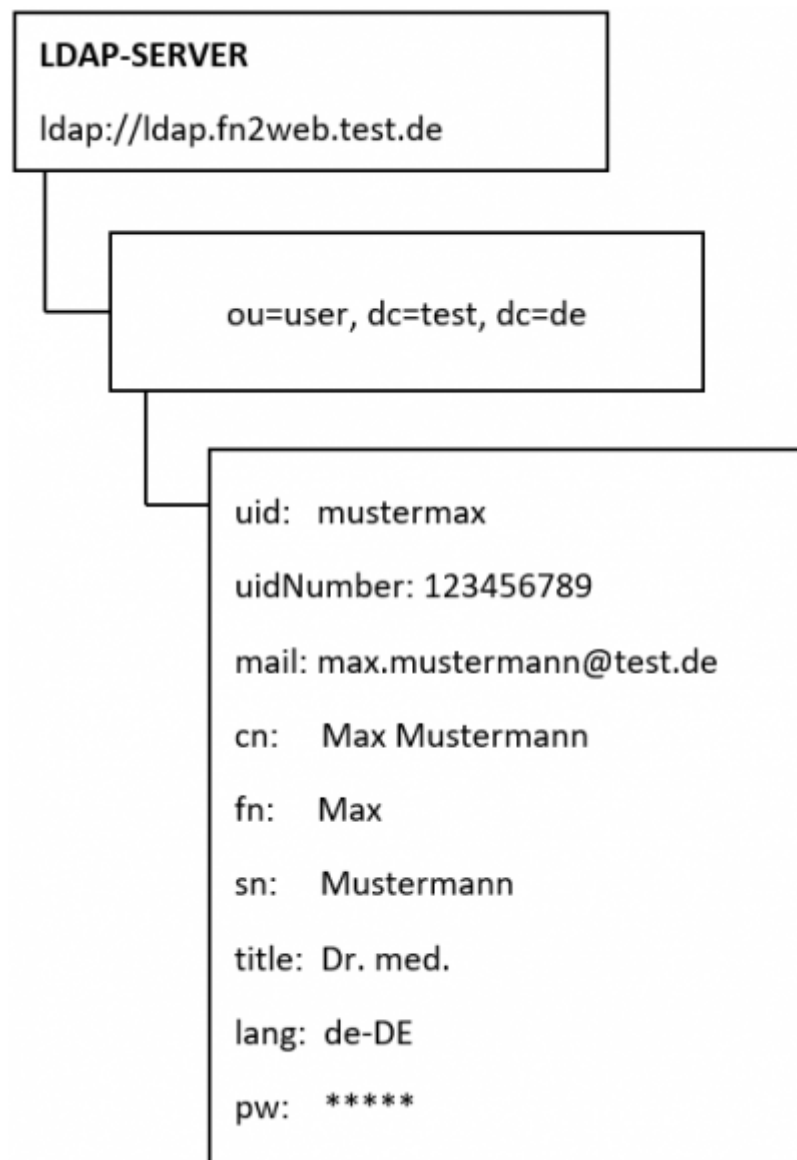 LDAP-SERVER
ldap://ldap.fn2web.test.de
ou=user, dc=test, dc=de
uid: mustermax
uidNumber: 123456789
mail: max.mustermann@test.de
cn: Max Mustermann
fn: Max
sn: Mustermann
title: Dr. med.
lang: de-DE
pw: *****